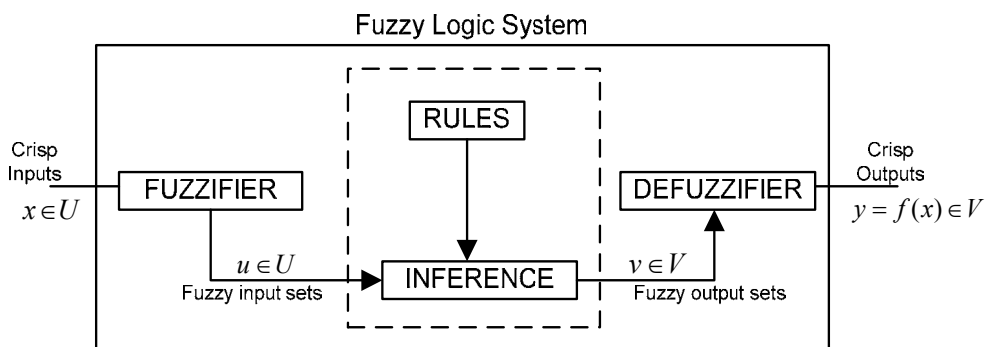 Fuzzy Logic System
RULES
Crisp
Inputs
x ∈ U
FUZZIFIER
DEFUZZIFIER
Crisp
Outputs
y = f(x) ∈ V
u ∈ U
Fuzzy input sets
INFERENCE
v ∈ V
Fuzzy output sets